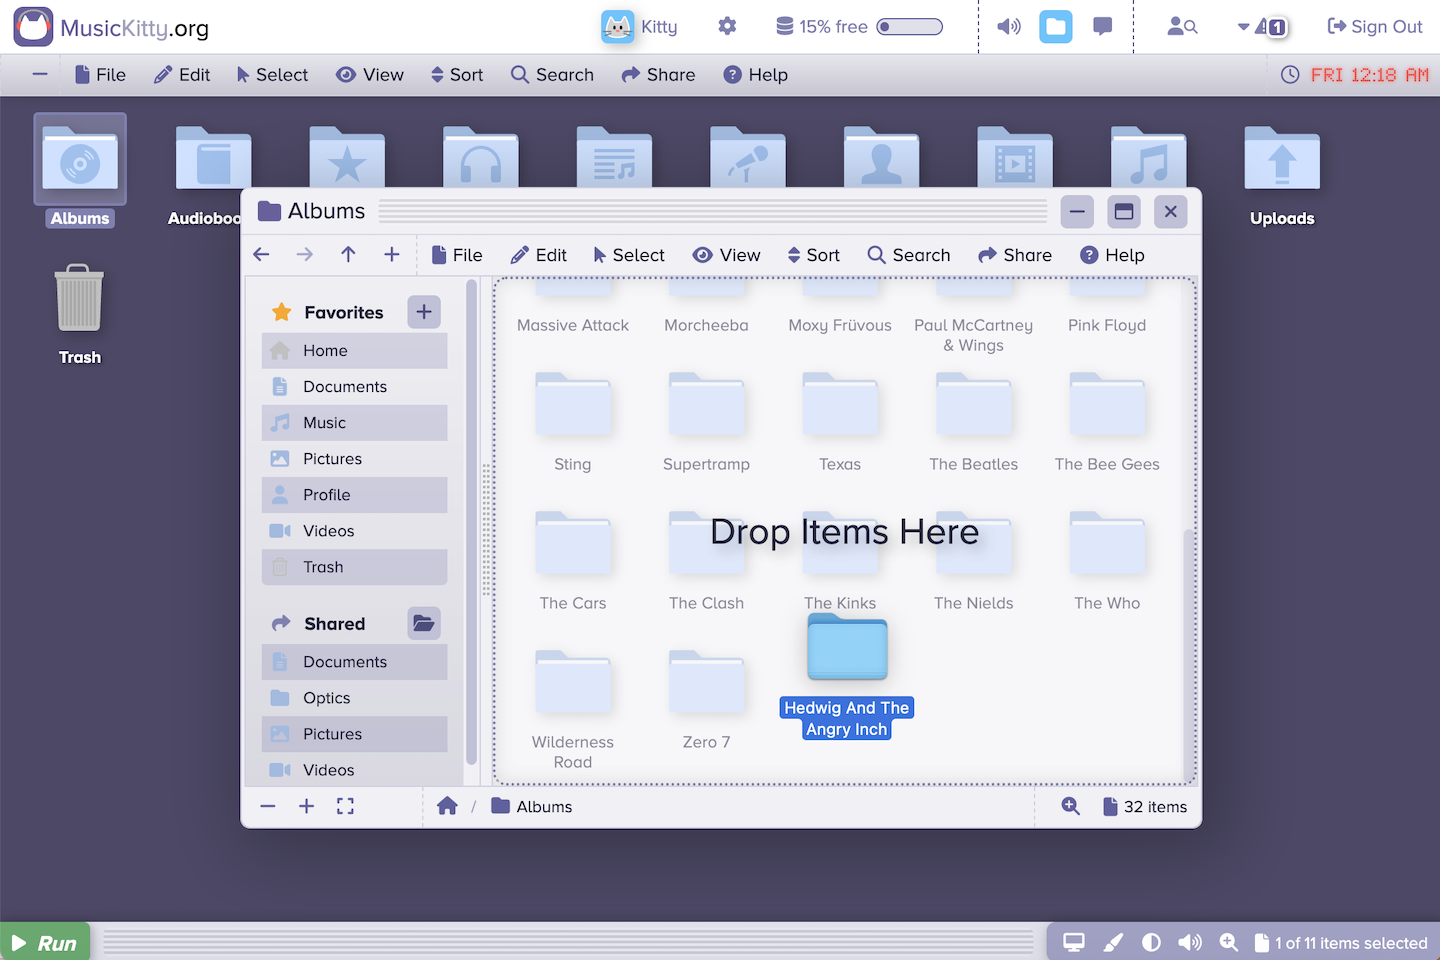 MusicKitty.org
Kitty
15% free
1
Sign Out
File
Edit
Select
View
Sort
Search
Share
Help
FRI 12:18 AM
Albums
Uploads
Trash
Albums
File
Edit
Select
View
Sort
Search
Share
Help
Favorites
Home
Documents
Music
Pictures
Profile
Videos
Trash
Shared
Documents
Optics
Pictures
Videos
Massive Attack
Morcheeba
Moxy Früvous
Paul McCartney
& Wings
Pink Floyd
Sting
Supertramp
Texas
The Beatles
The Bee Gees
Drop Items Here
The Cars
The Clash
The Kinks
The Nields
The Who
Wilderness
Road
Zero 7
Hedwig And The
Angry Inch
/
Albums
32 items
Run
1 of 11 items selected